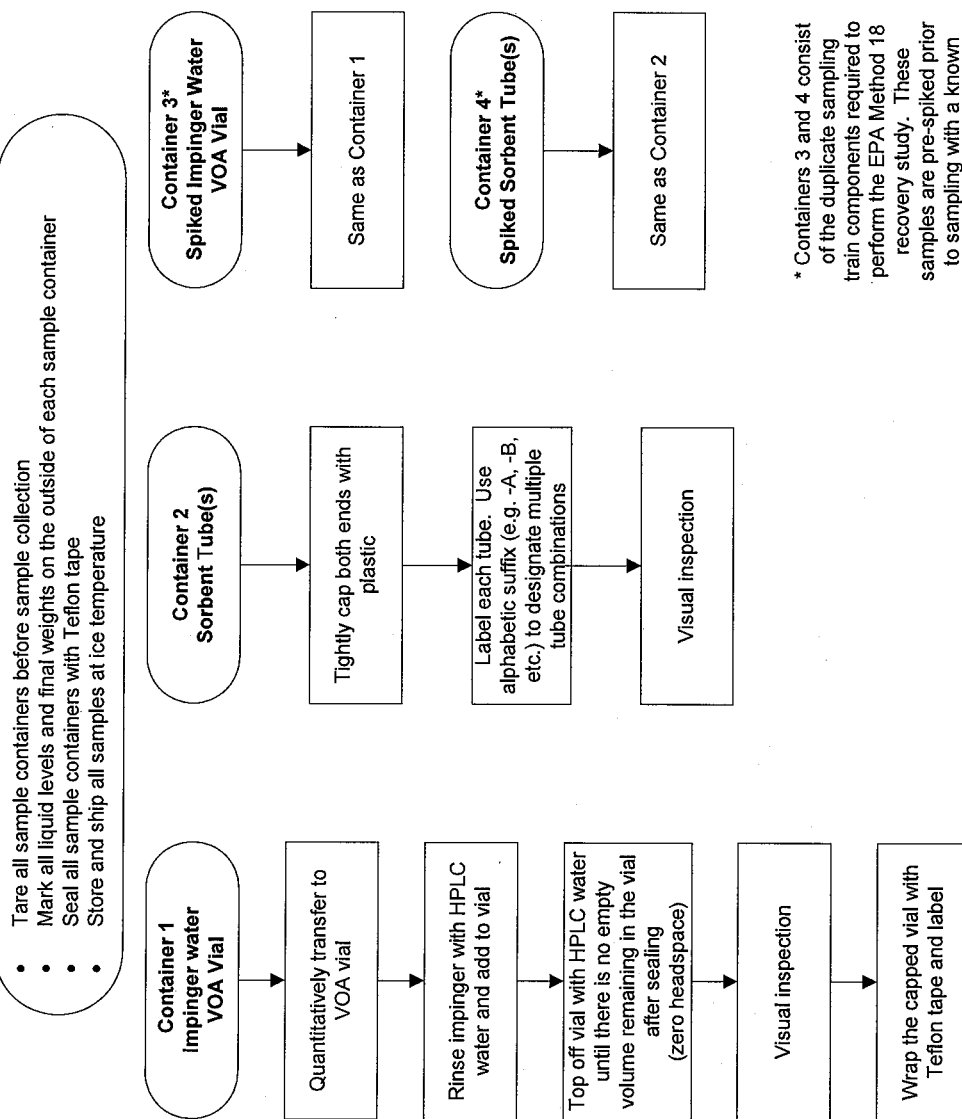 • Tare all sample containers before sample collection
• Mark all liquid levels and final weights on the outside of each sample container
• Seal all sample containers with Teflon tape
• Store and ship all samples at ice temperature
Container 1
Impinger water
VOA Vial
Quantitatively transfer to
VOA vial
Rinse impinger with HPLC
water and add to vial
Top off vial with HPLC water
until there is no empty
volume remaining in the vial
after sealing
(zero headspace)
Visual inspection
Wrap the capped vial with
Teflon tape and label
Container 2
Sorbent Tube(s)
Tightly cap both ends with
plastic
Label each tube. Use
alphabetic suffix (e.g. -A, -B,
etc.) to designate multiple
tube combinations
Visual inspection
Container 3*
Spiked Impinger Water
VOA Vial
Same as Container 1
Container 4*
Spiked Sorbent Tube(s)
Same as Container 2
* Containers 3 and 4 consist
of the duplicate sampling
train components required to
perform the EPA Method 18
recovery study. These
samples are pre-spiked prior
to sampling with a known